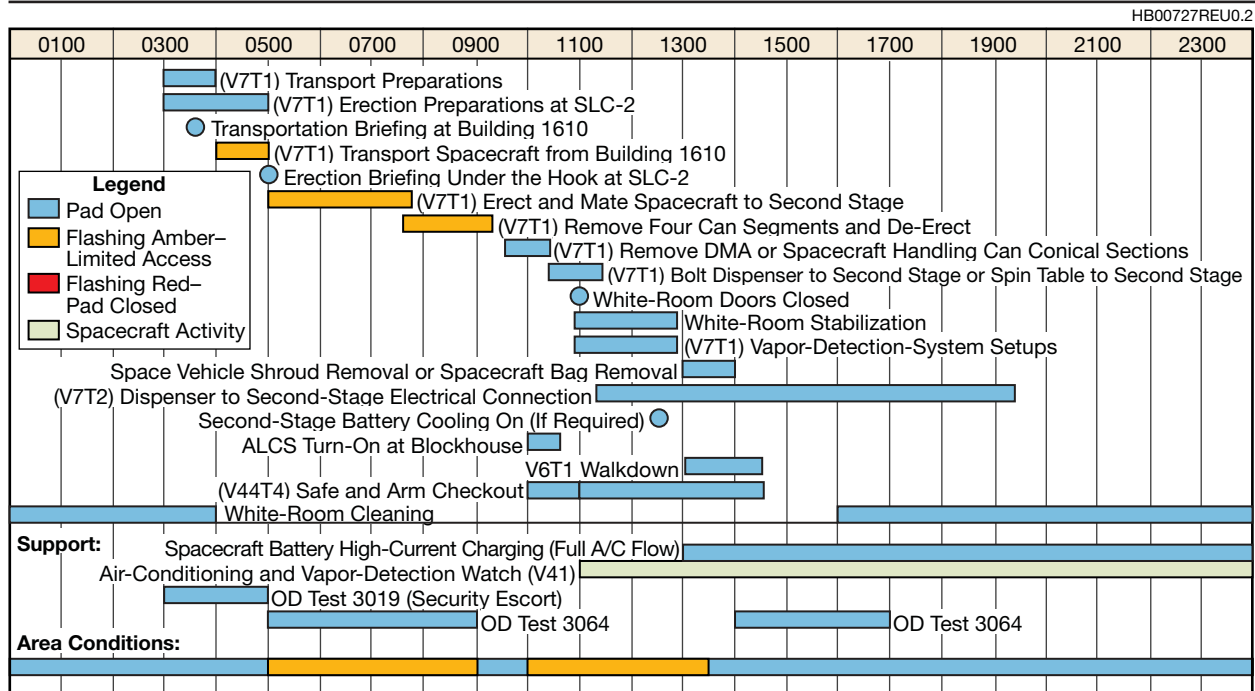 HB00727REU0.2
0100 0300 0500 0700 0900 1100 1300 1500 1700 1900 2100 2300
(V7T1) Transport Preparations
(V7T1) Erection Preparations at SLC-2
Transportation Briefing at Building 1610
(V7T1) Transport Spacecraft from Building 1610
Erection Briefing Under the Hook at SLC-2
Legend
Pad Open
Flashing Amber–
Limited Access
Flashing Red–
Pad Closed
Spacecraft Activity
(V7T1) Erect and Mate Spacecraft to Second Stage
(V7T1) Remove Four Can Segments and De-Erect
(V7T1) Remove DMA or Spacecraft Handling Can Conical Sections
(V7T1) Bolt Dispenser to Second Stage or Spin Table to Second Stage
White-Room Doors Closed
White-Room Stabilization
(V7T1) Vapor-Detection-System Setups
Space Vehicle Shroud Removal or Spacecraft Bag Removal
(V7T2) Dispenser to Second-Stage Electrical Connection
Second-Stage Battery Cooling On (If Required)
ALCS Turn-On at Blockhouse
V6T1 Walkdown
(V44T4) Safe and Arm Checkout
White-Room Cleaning
Support:
Spacecraft Battery High-Current Charging (Full A/C Flow)
Air-Conditioning and Vapor-Detection Watch (V41)
OD Test 3019 (Security Escort)
OD Test 3064 OD Test 3064
Area Conditions: